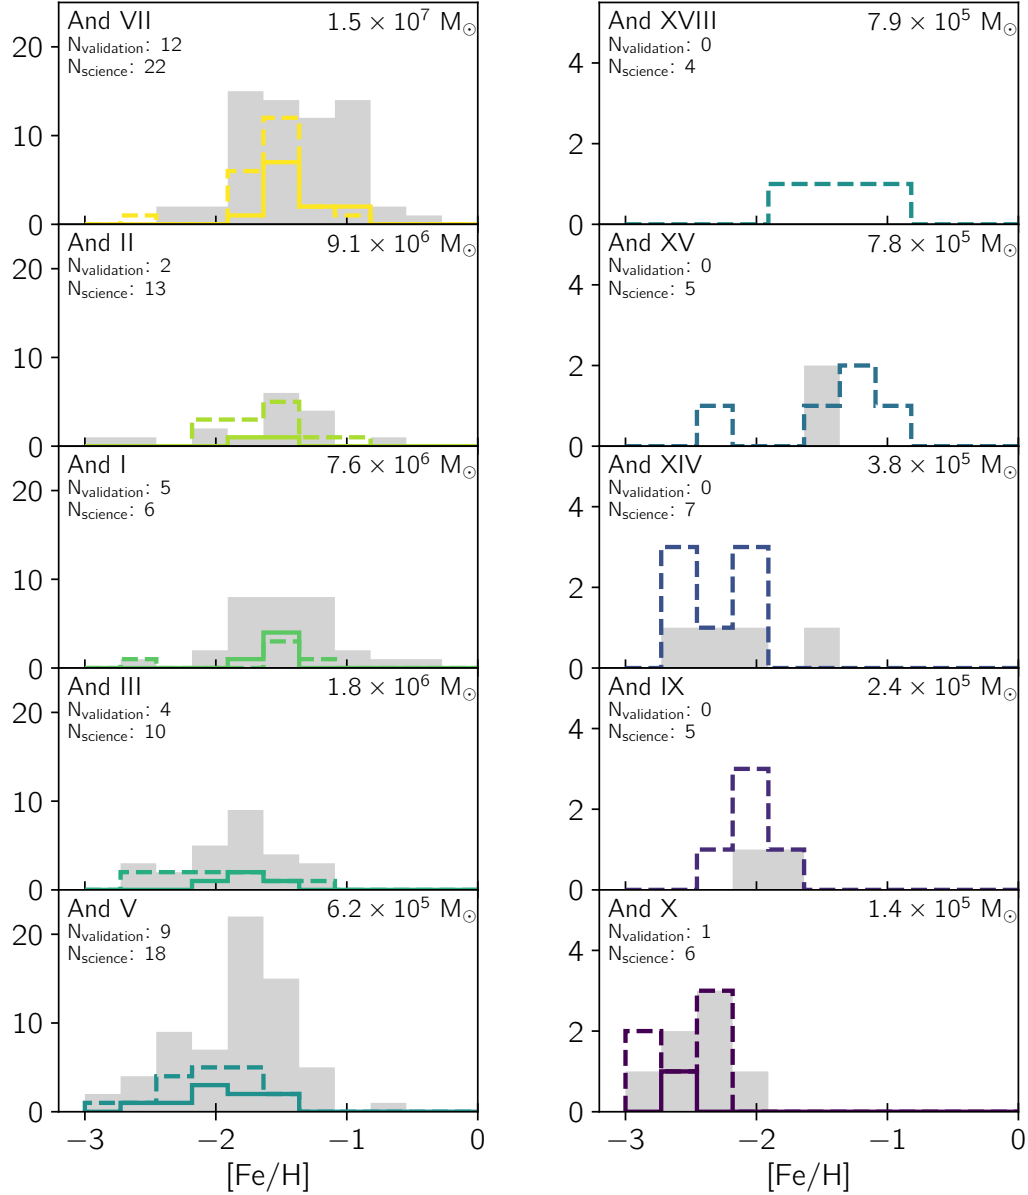 And VII 1.5 × 10⁷ M⊙
N_validation: 12
N_science: 22
20
10
0
And II 9.1 × 10⁶ M⊙
N_validation: 2
N_science: 13
20
10
0
And I 7.6 × 10⁶ M⊙
N_validation: 5
N_science: 6
20
10
0
And III 1.8 × 10⁶ M⊙
N_validation: 4
N_science: 10
20
10
0
And V 6.2 × 10⁵ M⊙
N_validation: 9
N_science: 18
20
10
0
−3 −2 −1 0
[Fe/H]
And XVIII 7.9 × 10⁵ M⊙
N_validation: 0
N_science: 4
4
2
0
And XV 7.8 × 10⁵ M⊙
N_validation: 0
N_science: 5
4
2
0
And XIV 3.8 × 10⁵ M⊙
N_validation: 0
N_science: 7
4
2
0
And IX 2.4 × 10⁵ M⊙
N_validation: 0
N_science: 5
4
2
0
And X 1.4 × 10⁵ M⊙
N_validation: 1
N_science: 6
4
2
0
−3 −2 −1 0
[Fe/H]